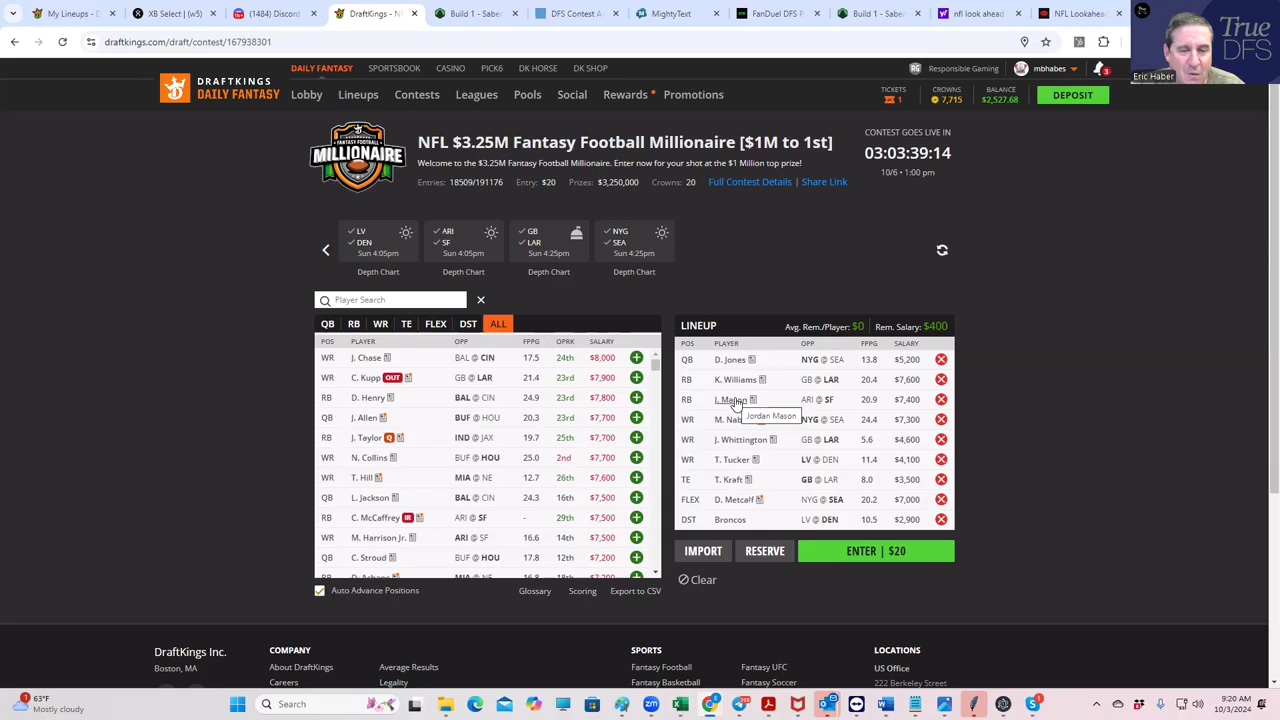 My Lineups - D
XB Select | (w5)
(1484) Discord
DraftKings - N
Build 1 - Saber
DFS Contest A
MightyText
FanDuel DFS P
Build 1 - Saber
nfl look ahead
NFL Lookahea
draftkings.com/draft/contest/167938301
True
DFS
Eric Haber
DAILY FANTASY SPORTSBOOK CASINO PICK6 DK HORSE DK SHOP
RG Responsible Gaming mbhabes 3
DRAFTKINGS
DAILY FANTASY
Lobby Lineups Contests Leagues Pools Social Rewards Promotions
TICKETS CROWNS BALANCE
1 7,715 $2,527.68
DEPOSIT
FANTASY FOOTBALL
MILLIONAIRE
NFL $3.25M Fantasy Football Millionaire [$1M to 1st]
Welcome to the $3.25M Fantasy Football Millionaire. Enter now for your shot at the $1 Million top prize!
Entries: 18509/191176 Entry: $20 Prizes: $3,250,000 Crowns: 20 Full Contest Details | Share Link
CONTEST GOES LIVE IN
03:03:39:14
10/6 • 1:00 pm
LV
DEN
Sun 4:05pm
Depth Chart
ARI
SF
Sun 4:05pm
Depth Chart
GB
LAR
Sun 4:25pm
Depth Chart
NYG
SEA
Sun 4:25pm
Depth Chart
Player Search
QB RB WR TE FLEX DST ALL
POS PLAYER OPP FPPG OPRK SALARY
WR J. Chase BAL @ CIN 17.5 24th $8,000
WR C. Kupp OUT GB @ LAR 21.4 23rd $7,900
RB D. Henry BAL @ CIN 24.9 23rd $7,800
QB J. Allen BUF @ HOU 20.3 23rd $7,700
RB J. Taylor Q IND @ JAX 19.7 25th $7,700
WR N. Collins BUF @ HOU 25.0 2nd $7,700
WR T. Hill MIA @ NE 12.7 26th $7,600
QB L. Jackson BAL @ CIN 24.3 16th $7,500
RB C. McCaffrey IR ARI @ SF - 29th $7,500
WR M. Harrison Jr. ARI @ SF 16.6 14th $7,500
QB C. Stroud BUF @ HOU 17.8 12th $7,200
RB D. Achane MIA @ NE 16.8 18th $7,200
Auto Advance Positions
Glossary Scoring Export to CSV
LINEUP Avg. Rem./Player: $0 Rem. Salary: $400
POS PLAYER OPP FPPG SALARY
QB D. Jones NYG @ SEA 13.8 $5,200
RB K. Williams GB @ LAR 20.4 $7,600
RB J. Mason ARI @ SF 20.9 $7,400
Jordan Mason
WR M. Nab NYG @ SEA 24.4 $7,300
WR J. Whittington GB @ LAR 5.6 $4,600
WR T. Tucker LV @ DEN 11.4 $4,100
TE T. Kraft GB @ LAR 8.0 $3,500
FLEX D. Metcalf NYG @ SEA 20.2 $7,000
DST Broncos LV @ DEN 10.5 $2,900
IMPORT RESERVE ENTER | $20
Clear
DraftKings Inc.
Boston, MA
COMPANY
About DraftKings Average Results
Careers Legality
SPORTS
Fantasy Football Fantasy UFC
Fantasy Basketball Fantasy Soccer
LOCATIONS
US Office
222 Berkeley Street
1
63°F
Mostly cloudy
Search
9:20 AM
10/3/2024